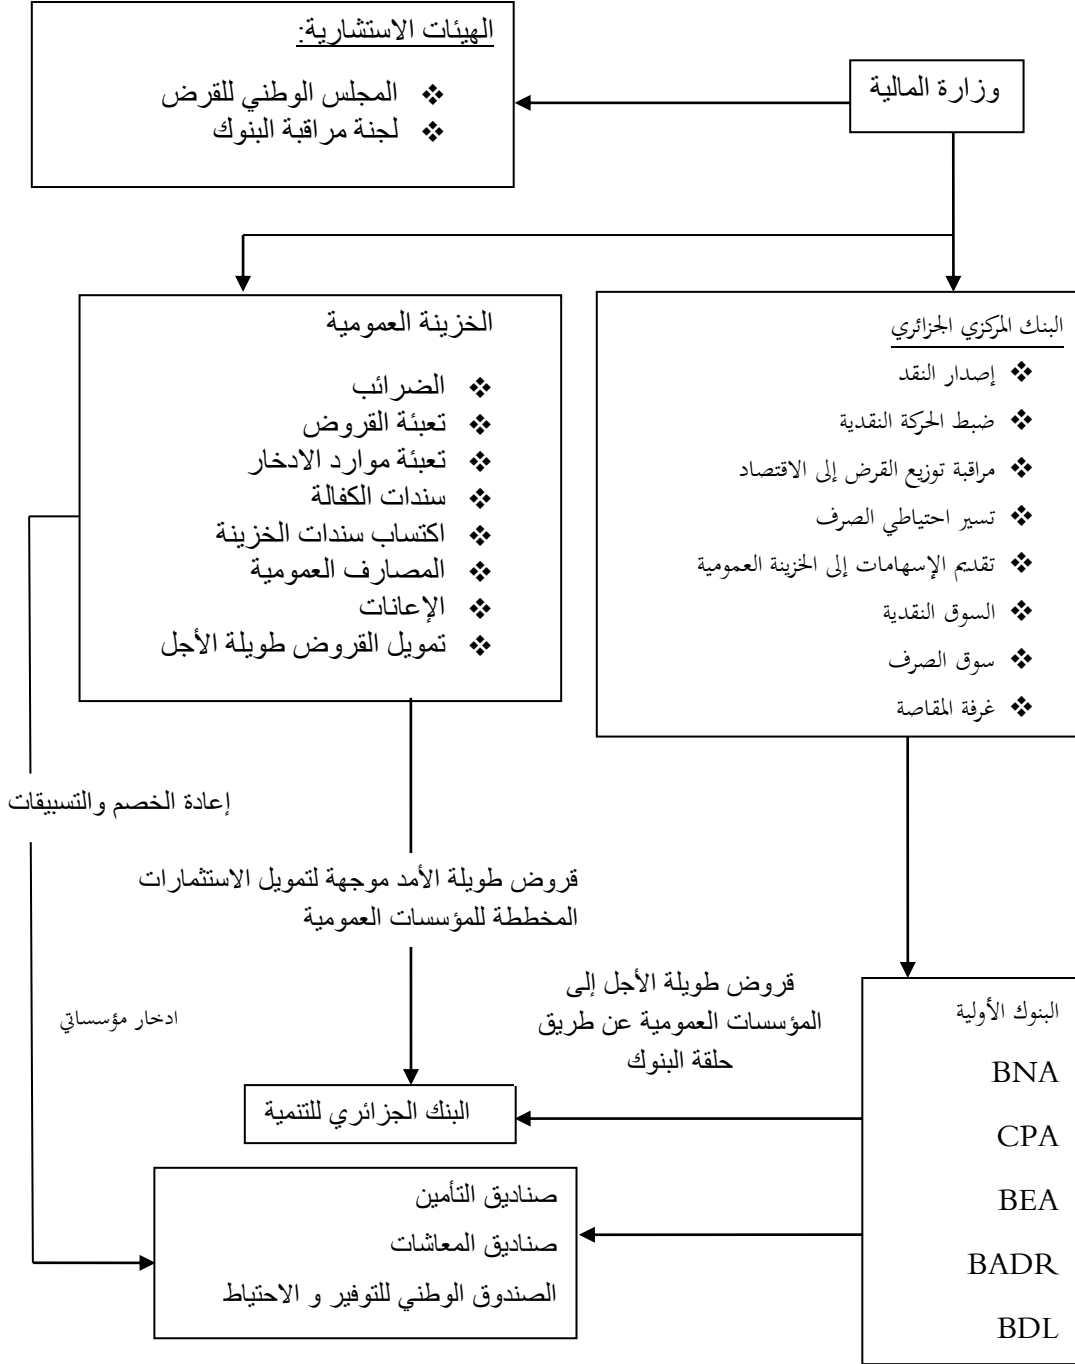 الهيئات الاستشارية:
❖ المجلس الوطني للقرض
❖ لجنة مراقبة البنوك
وزارة المالية
البنك المركزي الجزائري
❖ إصدار النقد
❖ ضبط الحركة النقدية
❖ مراقبة توزيع القرض إلى الاقتصاد
❖ تسير احتياطي الصرف
❖ تقديم الإسهامات إلى الخزينة العمومية
❖ السوق النقدية
❖ سوق الصرف
❖ غرفة المقاصة
الخزينة العمومية
❖ الضرائب
❖ تعبئة القروض
❖ تعبئة موارد الادخار
❖ سندات الكفالة
❖ اكتساب سندات الخزينة
❖ المصارف العمومية
❖ الإعانات
❖ تمويل القروض طويلة الأجل
إعادة الخصم والتسبيقات
قروض طويلة الأمد موجهة لتمويل الاستثمارات
المخططة للمؤسسات العمومية
قروض طويلة الأجل إلى
المؤسسات العمومية عن طريق
حلقة البنوك
ادخار مؤسساتي
البنوك الأولية
BNA
CPA
BEA
BADR
BDL
البنك الجزائري للتنمية
صناديق التأمين
صناديق المعاشات
الصندوق الوطني للتوفير و الاحتياط